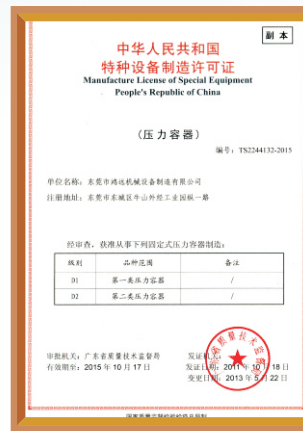 副 本
中华人民共和国
特种设备制造许可证
Manufacture License of Special Equipment
People's Republic of China
(压力容器)
编号: TS2244132-2015
单位名称: 东莞市鸿远机械设备制造有限公司
注册地址: 东莞市东城区牛山外经工业园纵一路
经审查，获准从事下列固定式压力容器制造:
级别 品种范围 备注
D1 第一类压力容器 /
D2 第二类压力容器 /
审批机关: 广东省质量技术监督局 发证机关:
有效期至: 2015 年 10 月 17 日 发证日期: 2011 年 10 月 18 日
变更日期: 2013 年 5 月 22 日